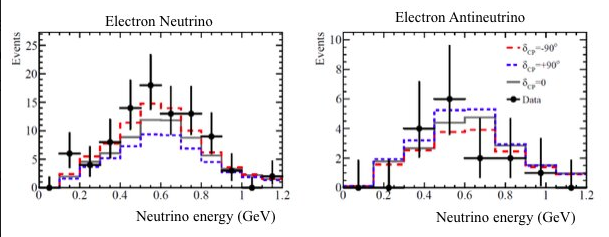 Electron Neutrino
Events
25
20
15
10
5
0
0 0.2 0.4 0.6 0.8 1.0 1.2
Neutrino energy (GeV)
Electron Antineutrino
Events
10
8
6
4
2
0
0 0.2 0.4 0.6 0.8 1.0 1.2
Neutrino energy (GeV)
δCP=-90°
δCP=+90°
δCP=0
Data